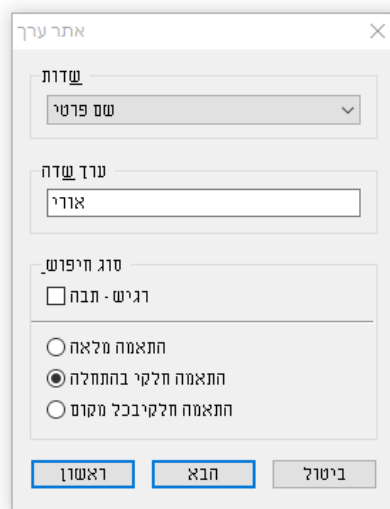 אתר ערך
שדות
שם פרטי
ערך שדה
אורי
סוג חיפוש
רגיש - תבה
התאמה מלאה
התאמה חלקי בהתחלה
התאמה חלקיבכל מקום
ראשון הבא ביטול